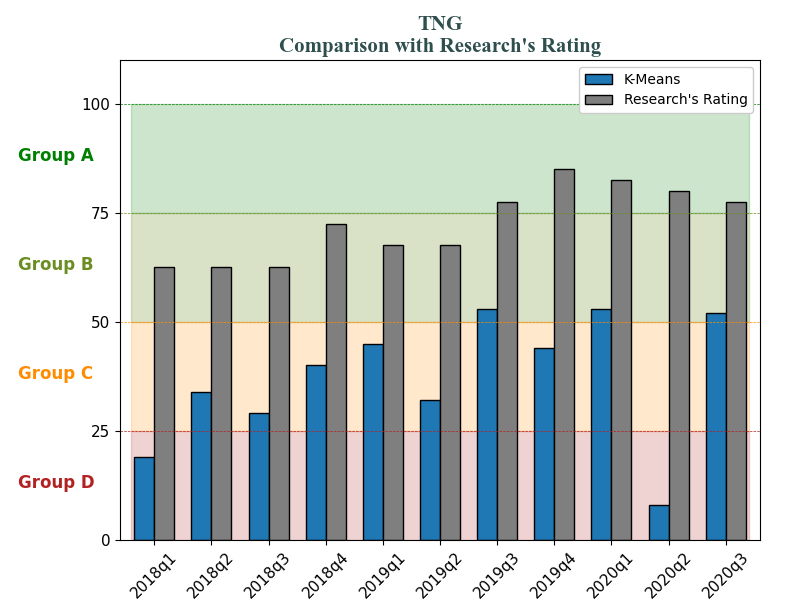 TNG
Comparison with Research's Rating
K-Means
Research's Rating
100
Group A
75
Group B
50
Group C
25
Group D
0
2018q1
2018q2
2018q3
2018q4
2019q1
2019q2
2019q3
2019q4
2020q1
2020q2
2020q3